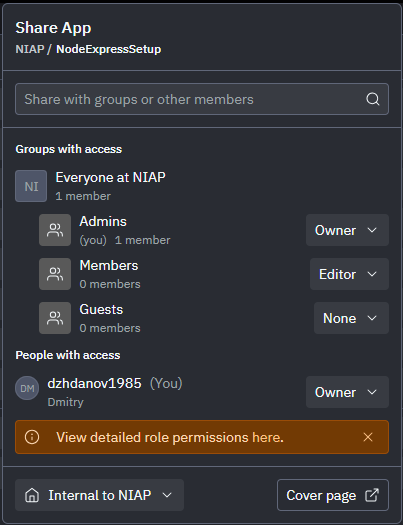 Share App
NIAP / NodeExpressSetup
Share with groups or other members
Groups with access
NI
Everyone at NIAP
1 member
Admins
(you) 1 member
Owner
Members
0 members
Editor
Guests
0 members
None
People with access
DM
dzhdanov1985 (You)
Dmitry
Owner
View detailed role permissions here.
Internal to NIAP
Cover page